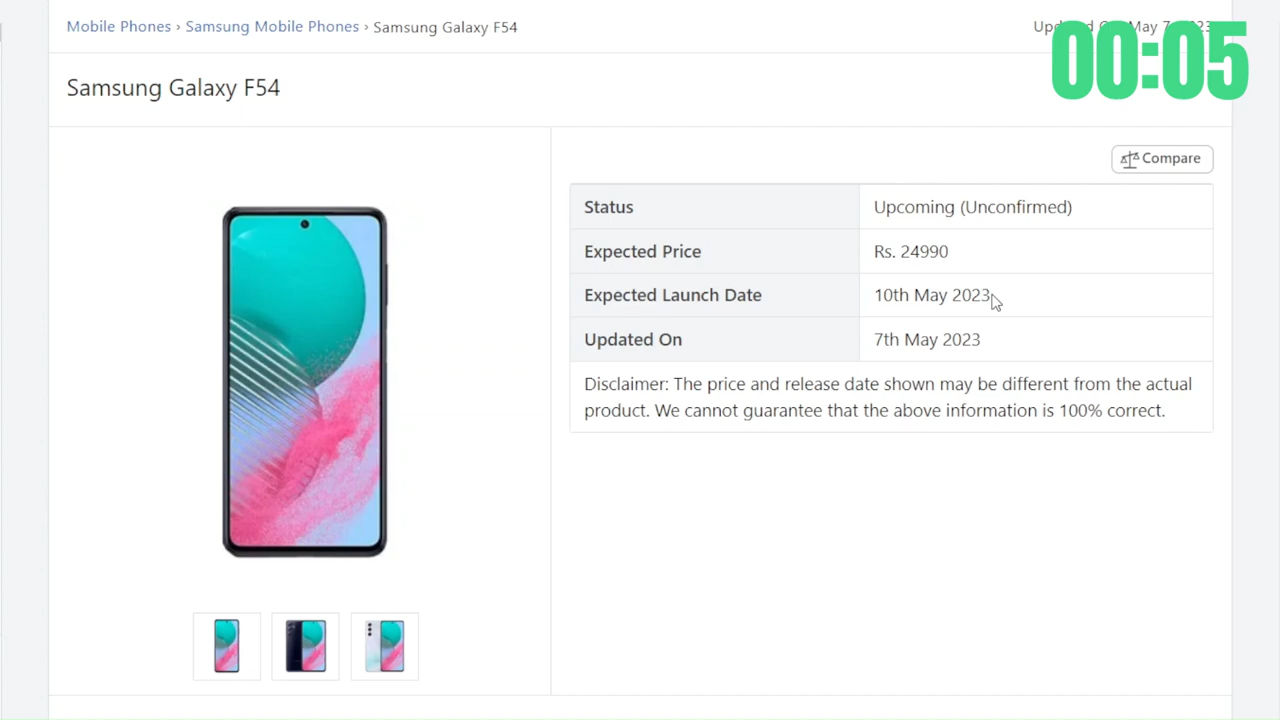 Mobile Phones › Samsung Mobile Phones › Samsung Galaxy F54
May 7
00:05
Samsung Galaxy F54
Compare
Status Upcoming (Unconfirmed)
Expected Price Rs. 24990
Expected Launch Date 10th May 2023
Updated On 7th May 2023
Disclaimer: The price and release date shown may be different from the actual
product. We cannot guarantee that the above information is 100% correct.